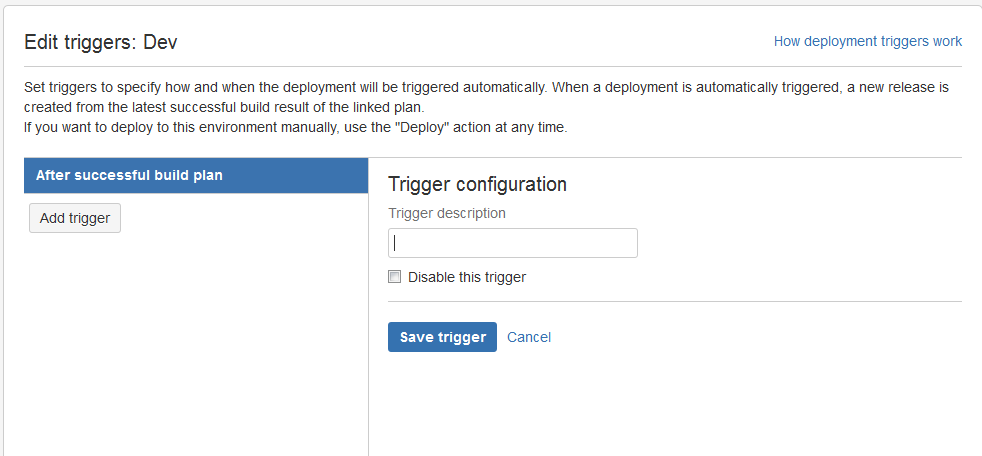 Edit triggers: Dev
How deployment triggers work
Set triggers to specify how and when the deployment will be triggered automatically. When a deployment is automatically triggered, a new release is
created from the latest successful build result of the linked plan.
If you want to deploy to this environment manually, use the "Deploy" action at any time.
After successful build plan
Add trigger
Trigger configuration
Trigger description
Disable this trigger
Save trigger
Cancel